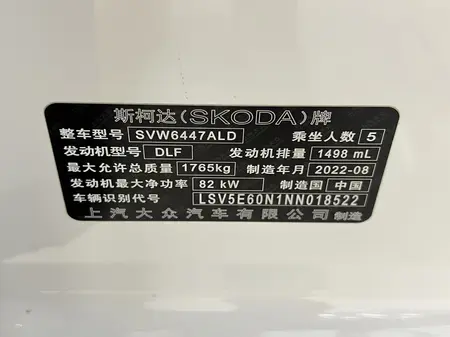 斯柯达(SKODA)牌
整车型号 SVW6447ALD 乘坐人数 5
发动机型号 DLF 发动机排量 1498 mL
最大允许总质量 1765kg 制造年月 2022-08
发动机最大净功率 82 kW 制造国 中国
车辆识别代号 LSV5E60N1NN018522
上汽大众汽车有限公司 制造